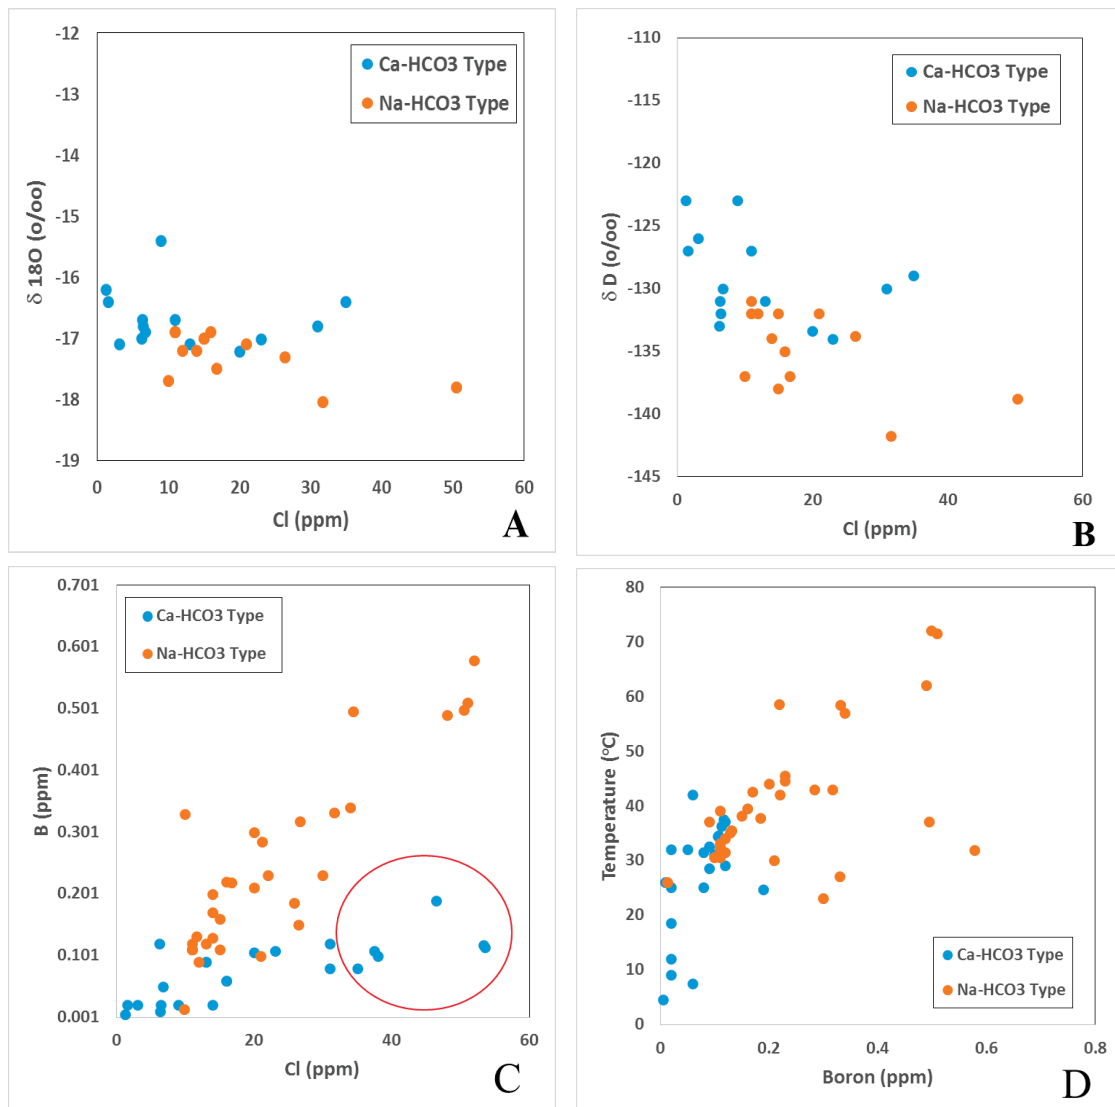 -12
-13
-14
-15
-16
-17
-18
-19
δ 18O (o/oo)
Ca-HCO3 Type
Na-HCO3 Type
0 10 20 30 40 50 60
Cl (ppm)
A
-110
-115
-120
-125
-130
-135
-140
-145
δ D (o/oo)
Ca-HCO3 Type
Na-HCO3 Type
0 20 40 60
Cl (ppm)
B
0.701
0.601
0.501
0.401
0.301
0.201
0.101
0.001
B (ppm)
Ca-HCO3 Type
Na-HCO3 Type
0 20 40 60
Cl (ppm)
C
80
70
60
50
40
30
20
10
0
Temperature (°C)
Ca-HCO3 Type
Na-HCO3 Type
0 0.2 0.4 0.6 0.8
Boron (ppm)
D